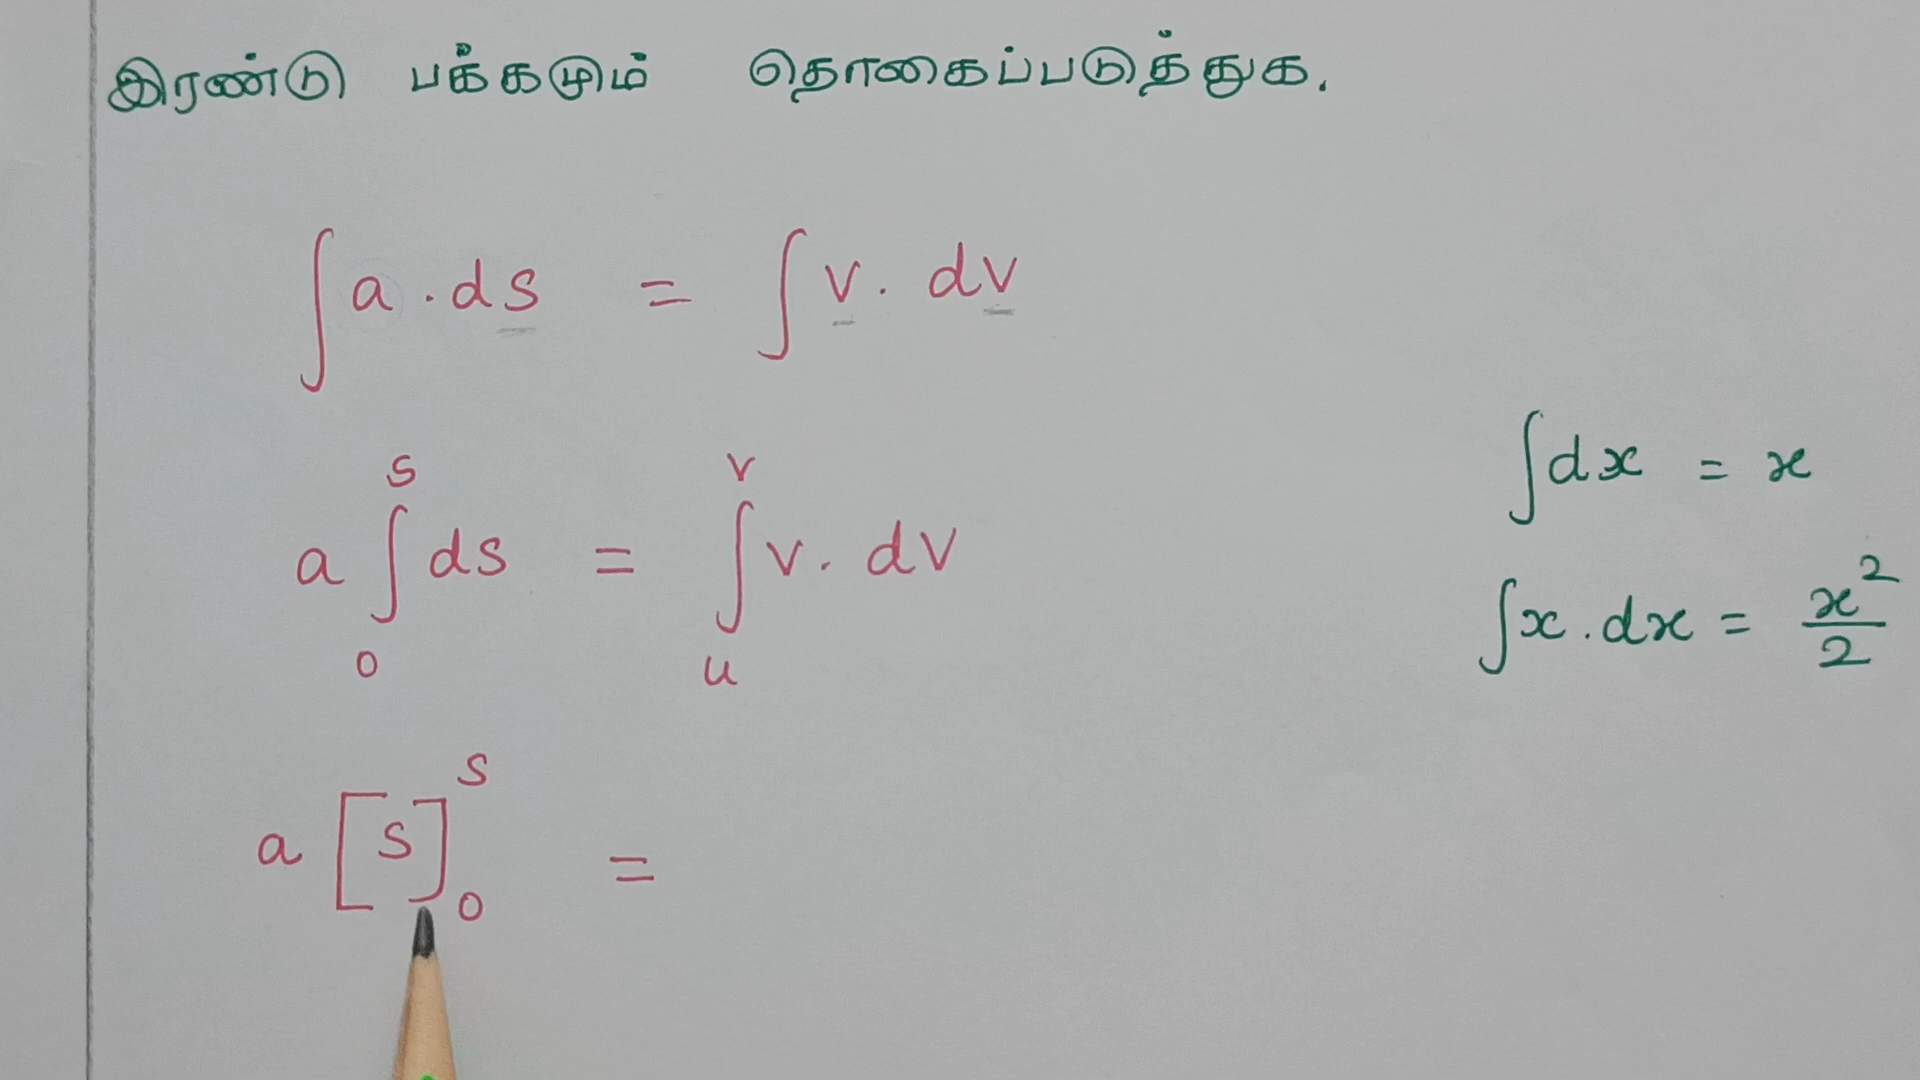 இரண்டு பக்கமும் தொகைப்படுத்துக.
∫ a . ds = ∫ v . dv
a ∫₀ˢ ds = ∫ᵤᵛ v . dv
∫ dx = x
∫ x . dx = x²/2
a [s]₀ˢ =